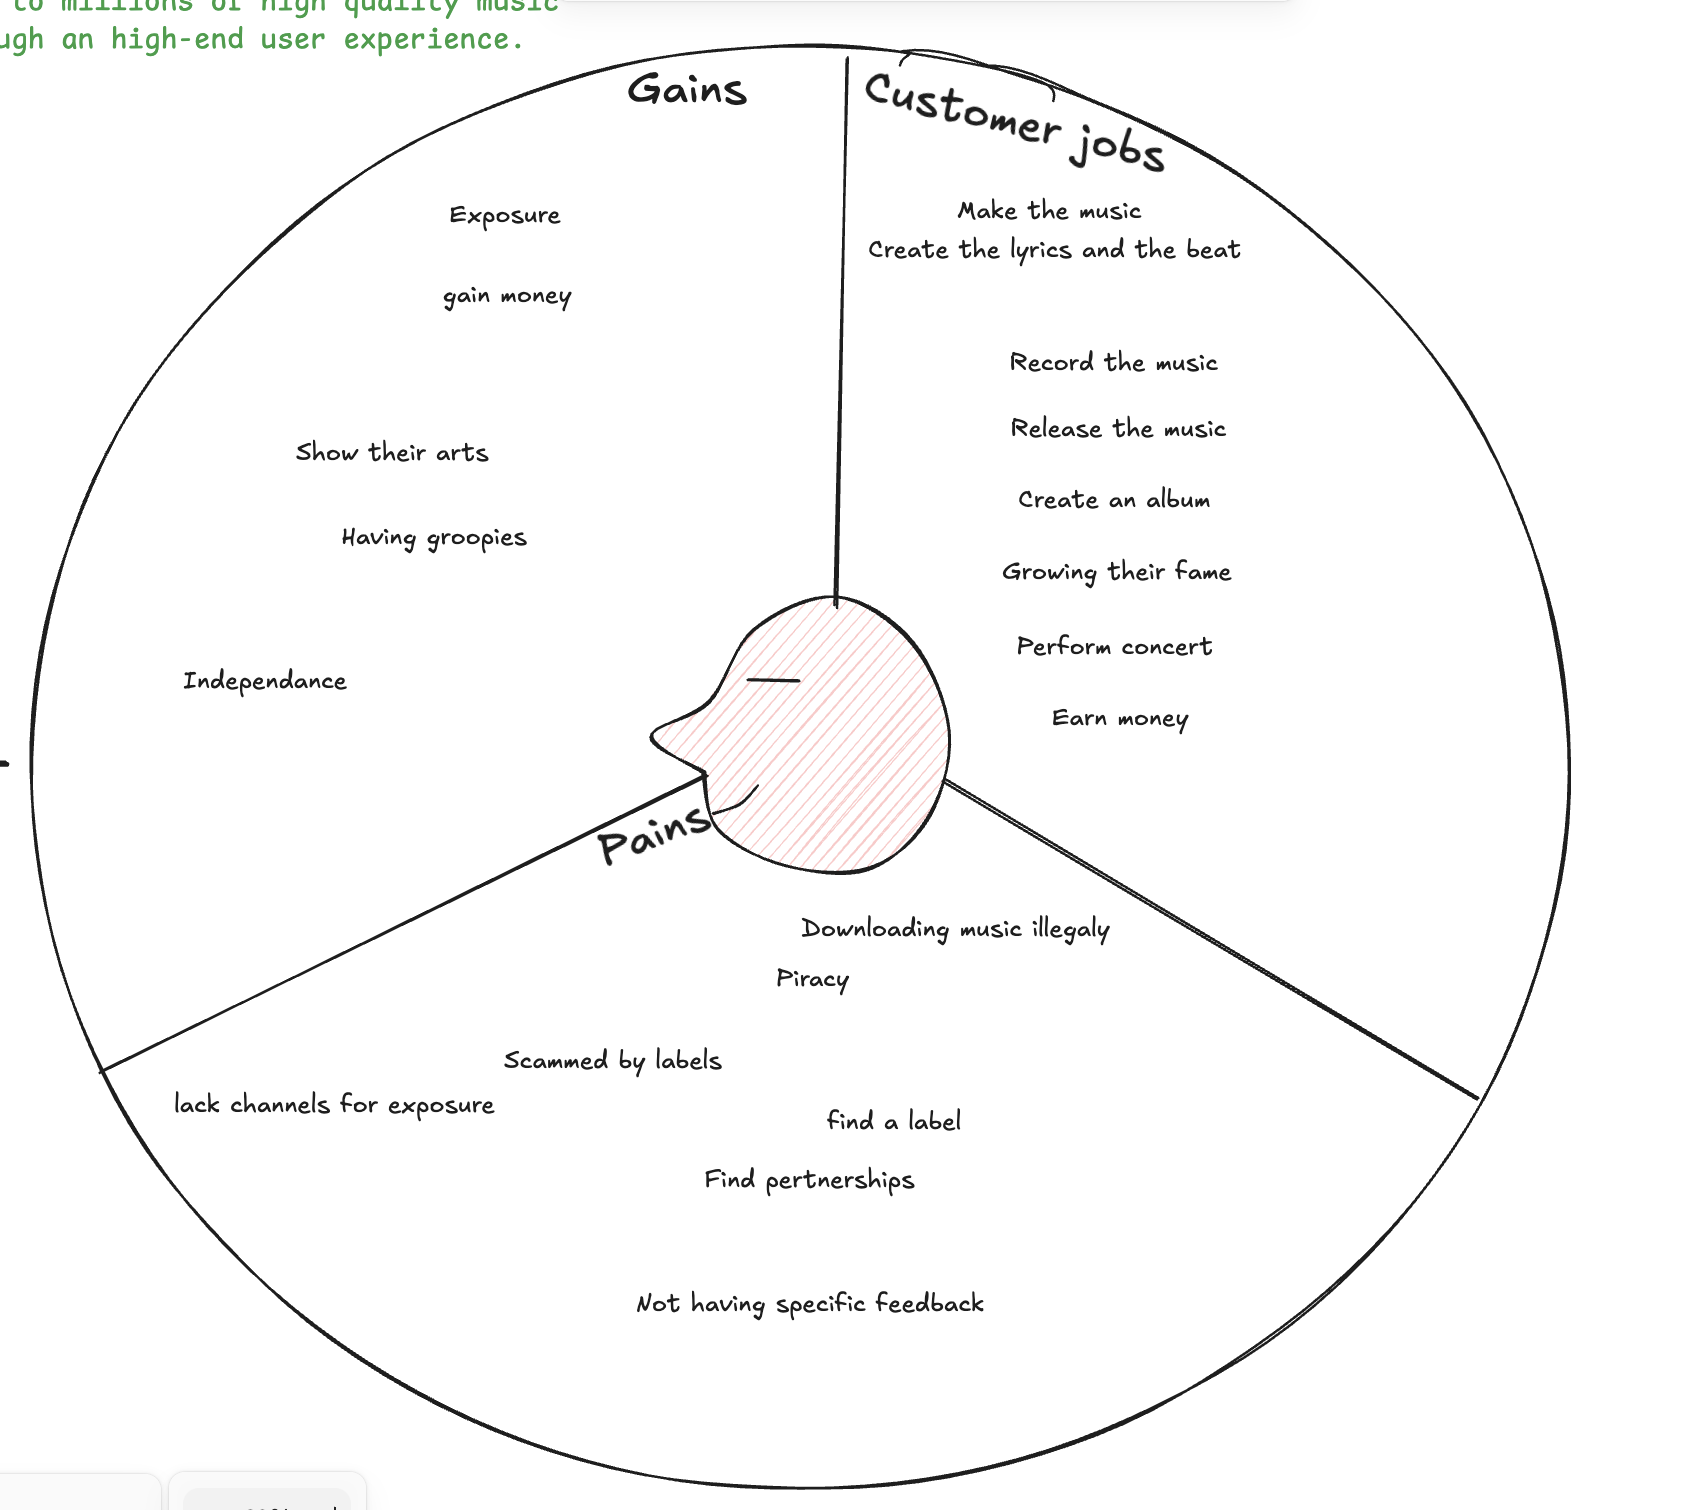 to millions of high quality music
ugh an high-end user experience.
Gains
Customer jobs
Exposure
gain money
Show their arts
Having groopies
Independance
Make the music
Create the lyrics and the beat
Record the music
Release the music
Create an album
Growing their fame
Perform concert
Earn money
Pains
Downloading music illegaly
Piracy
Scammed by labels
lack channels for exposure
find a label
Find pertnerships
Not having specific feedback